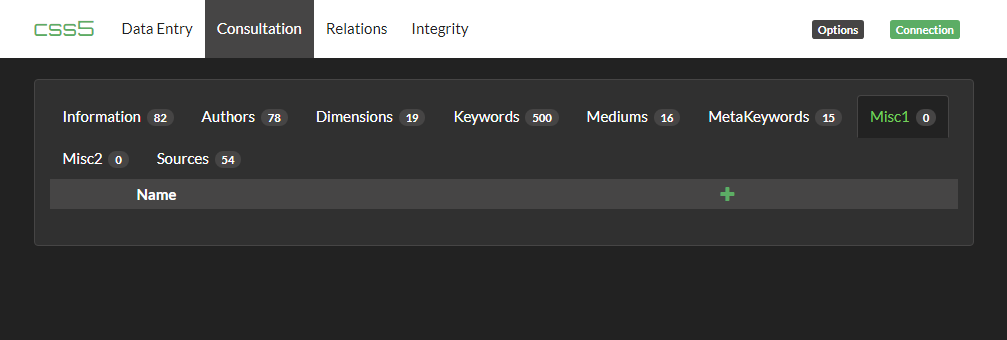 css5 Data Entry Consultation Relations Integrity Options Connection
Information 82 Authors 78 Dimensions 19 Keywords 500 Mediums 16 MetaKeywords 15 Misc1 0
Misc2 0 Sources 54
Name